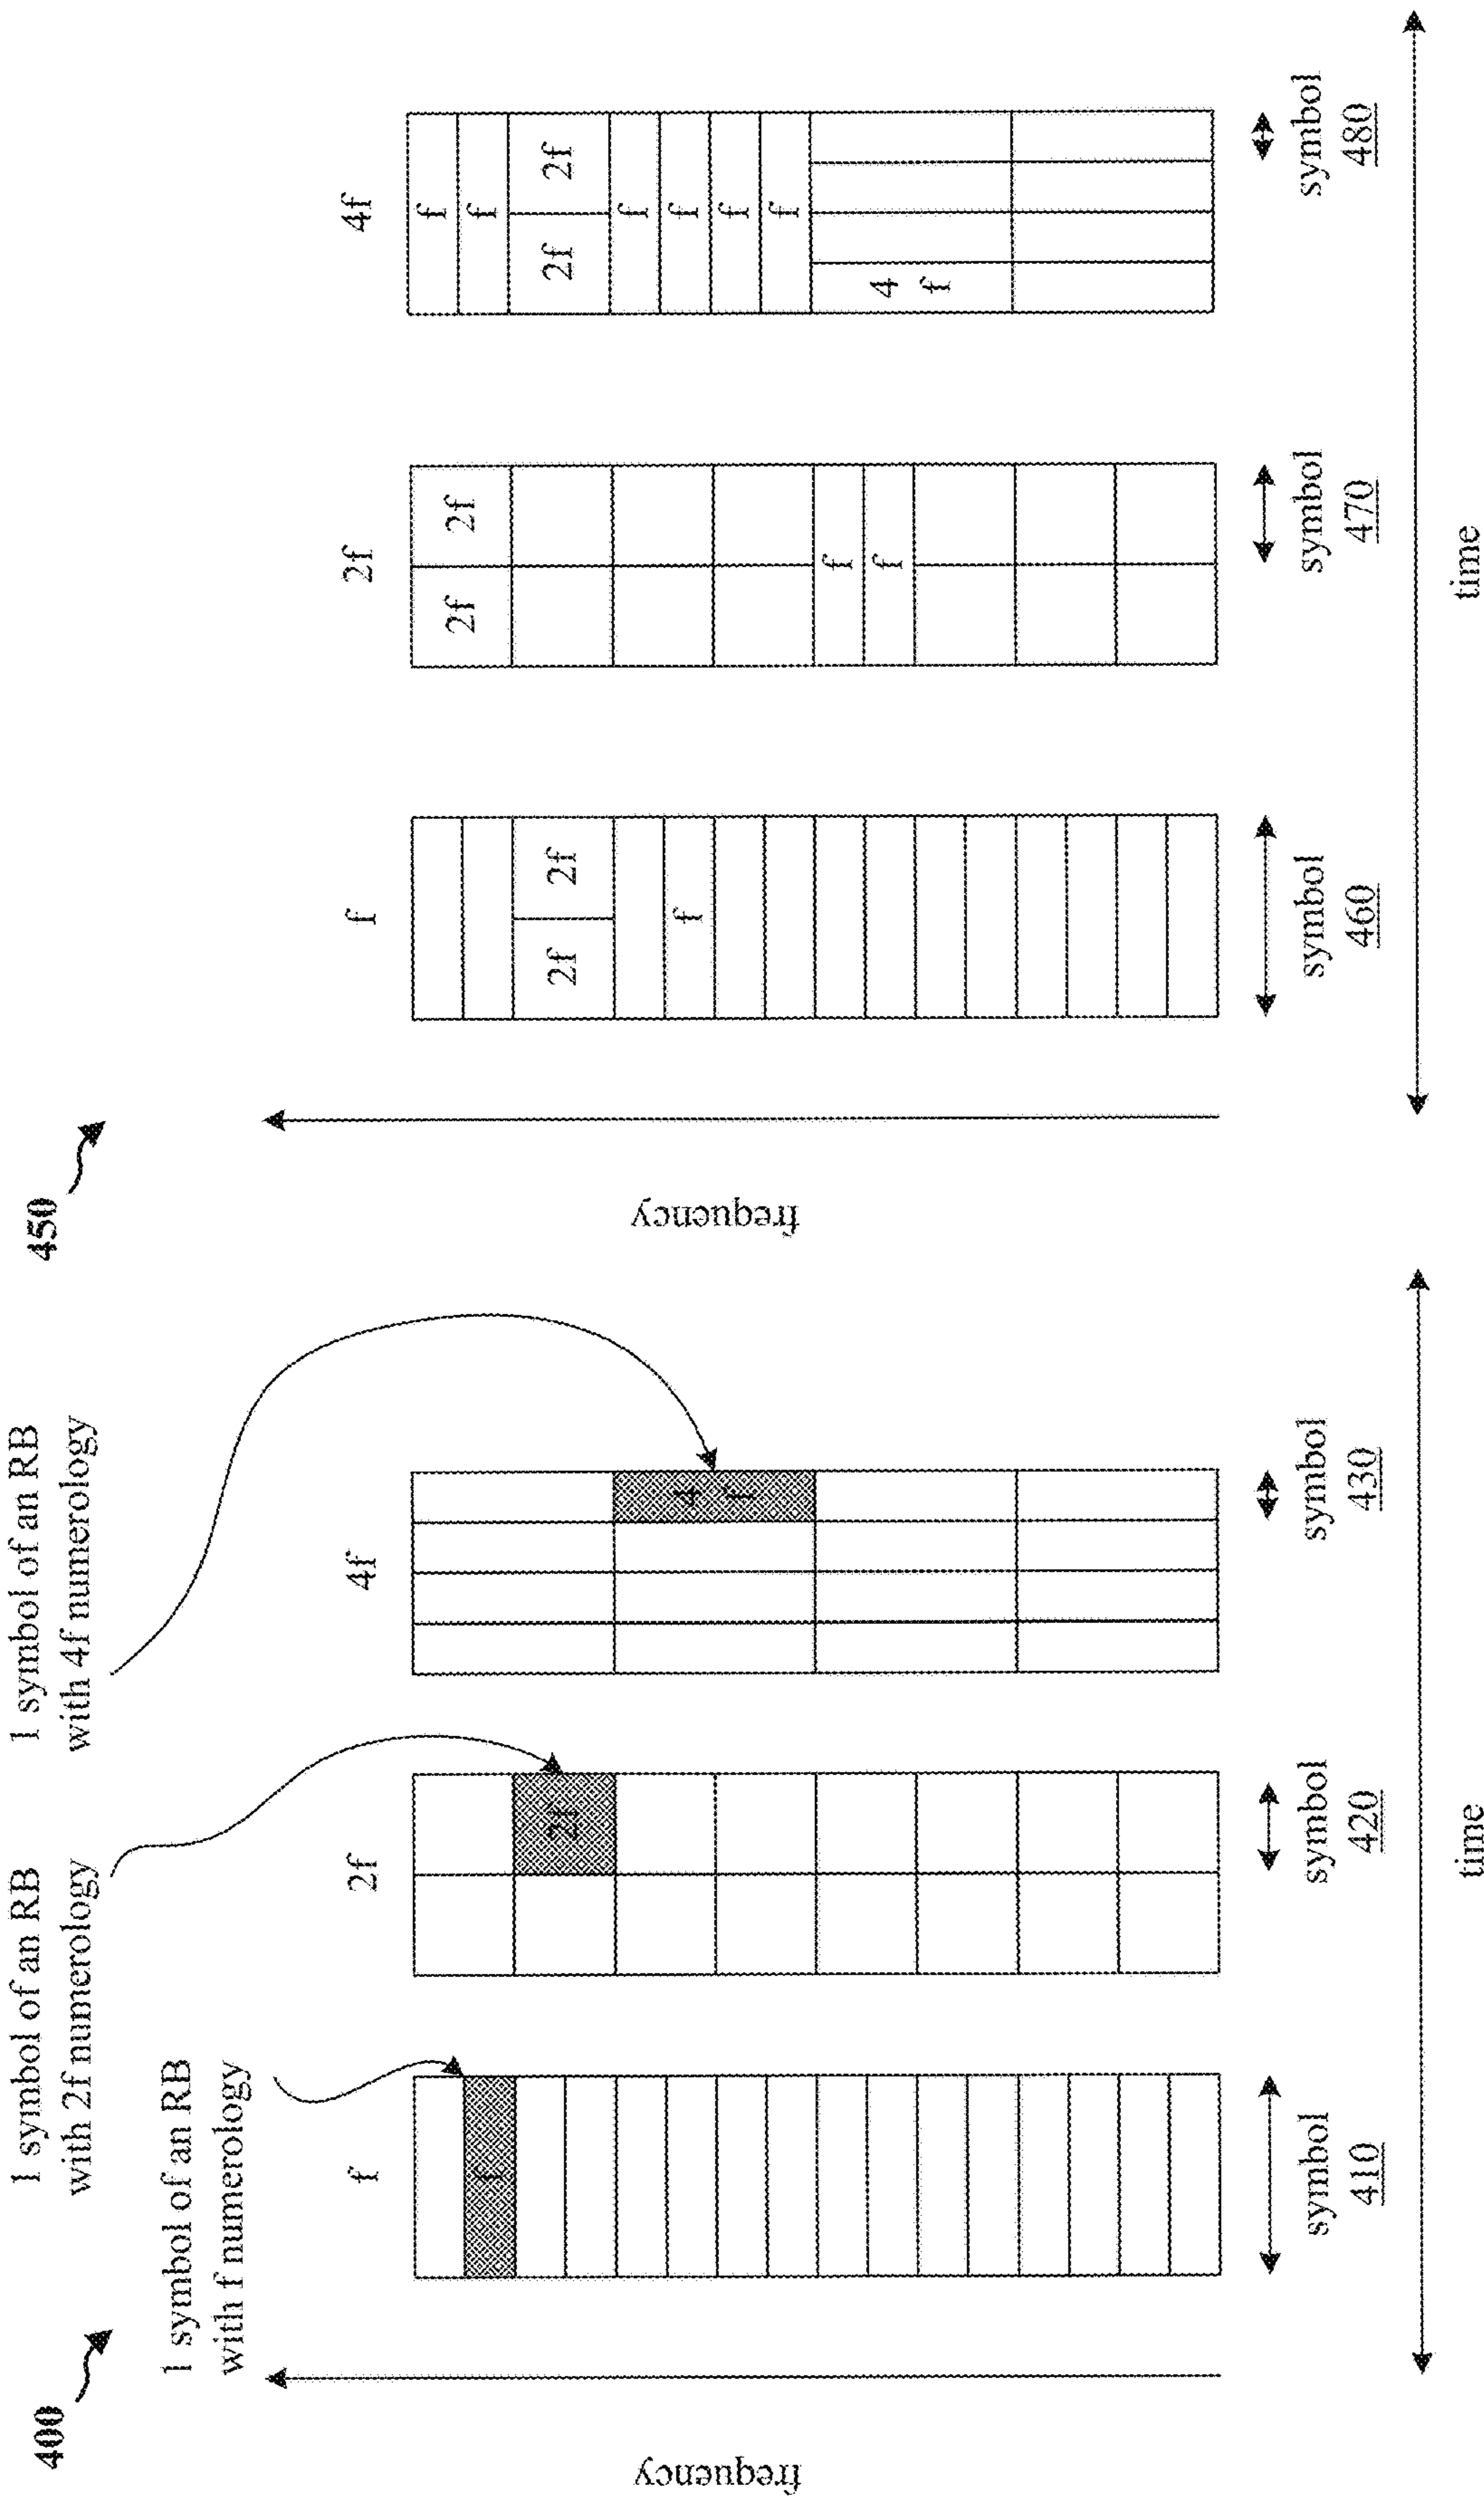 400
1 symbol of an RB
with f numerology
1 symbol of an RB
with 2f numerology
1 symbol of an RB
with 4f numerology
frequency
f
2f
4f
f
2f
4
f
symbol
410
symbol
420
symbol
430
time
450
frequency
f
2f
4f
2f 2f
f
2f 2f
f
f
f
f
2f 2f
f
f
f
f
4
f
symbol
460
symbol
470
symbol
480
time